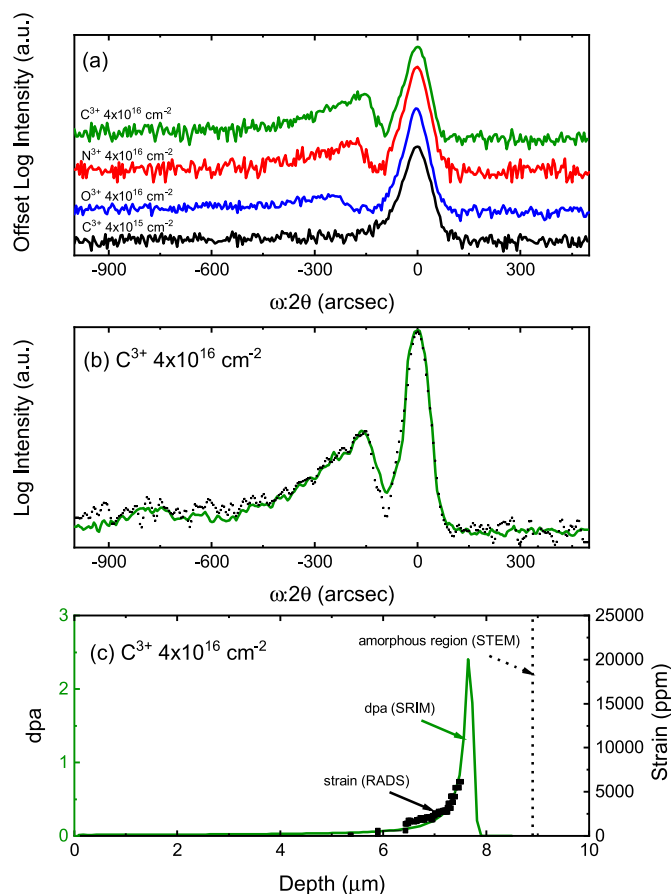 (a)
C³⁺ 4x10¹⁶ cm⁻²
N³⁺ 4x10¹⁶ cm⁻²
O³⁺ 4x10¹⁶ cm⁻²
C³⁺ 4x10¹⁵ cm⁻²
Offset Log Intensity (a.u.)
-900 -600 -300 0 300
ω:2θ (arcsec)
(b) C³⁺ 4x10¹⁶ cm⁻²
Log Intensity (a.u.)
-900 -600 -300 0 300
ω:2θ (arcsec)
(c) C³⁺ 4x10¹⁶ cm⁻²
amorphous region (STEM)
dpa (SRIM)
strain (RADS)
dpa
3
2
1
0
Strain (ppm)
25000
20000
15000
10000
5000
0
0 2 4 6 8 10
Depth (μm)